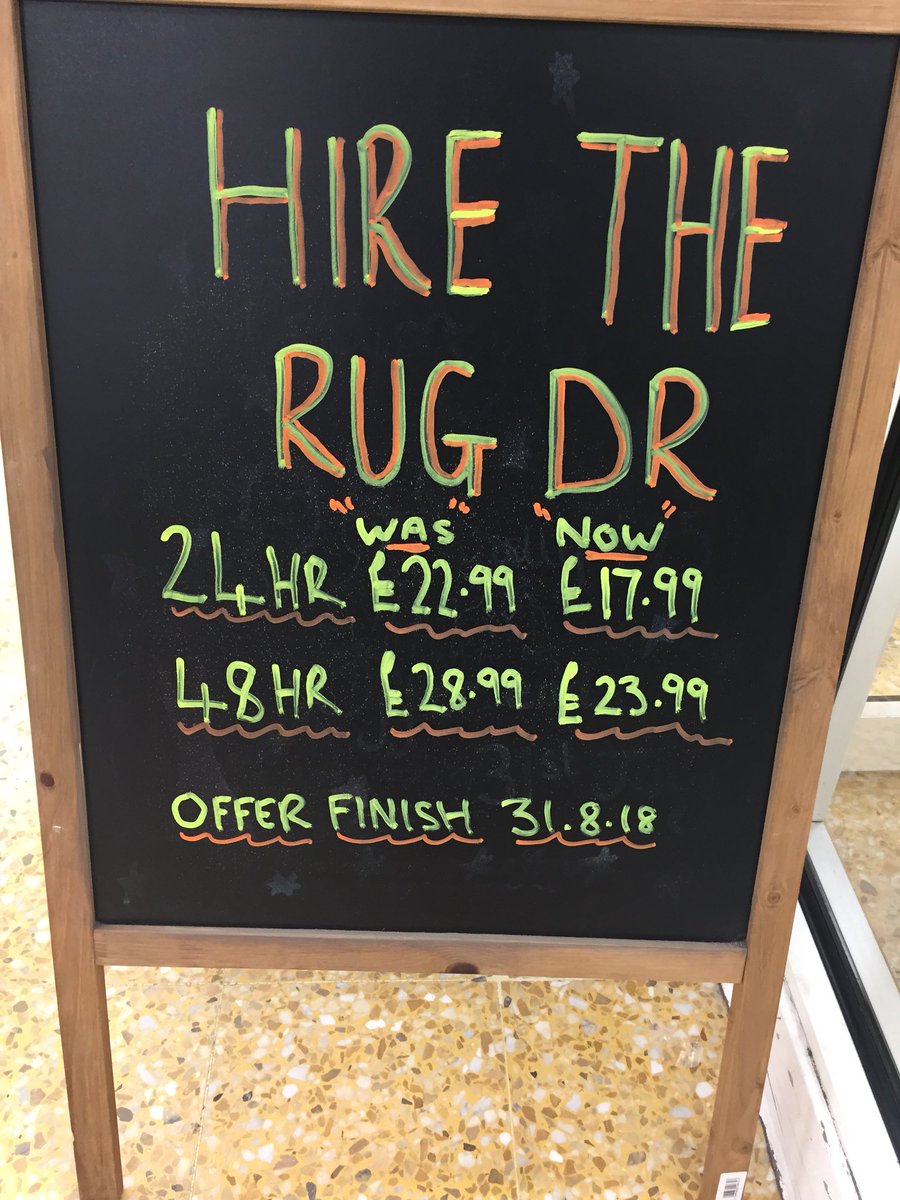 HIRE THE
RUG DR
"WAS" "NOW"
24HR £22.99 £17.99
48HR £28.99 £23.99
OFFER FINISH 31.8.18